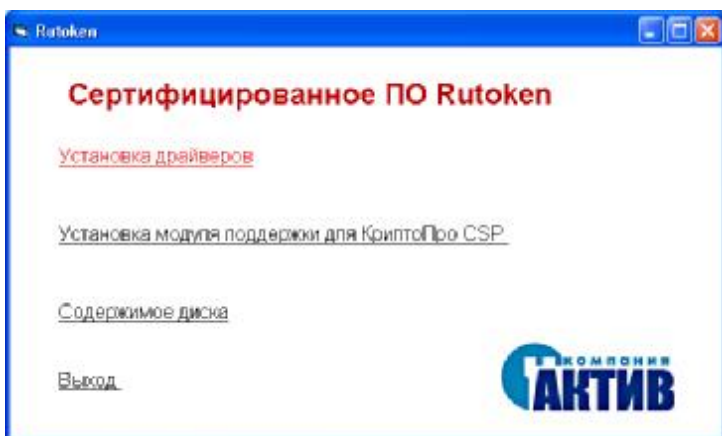 Rutoken
Сертифицированное ПО Rutoken
Установка драйверов
Установка модуля поддержки для КриптоПро CSP
Содержимое диска
Выход
компания
АКТИВ